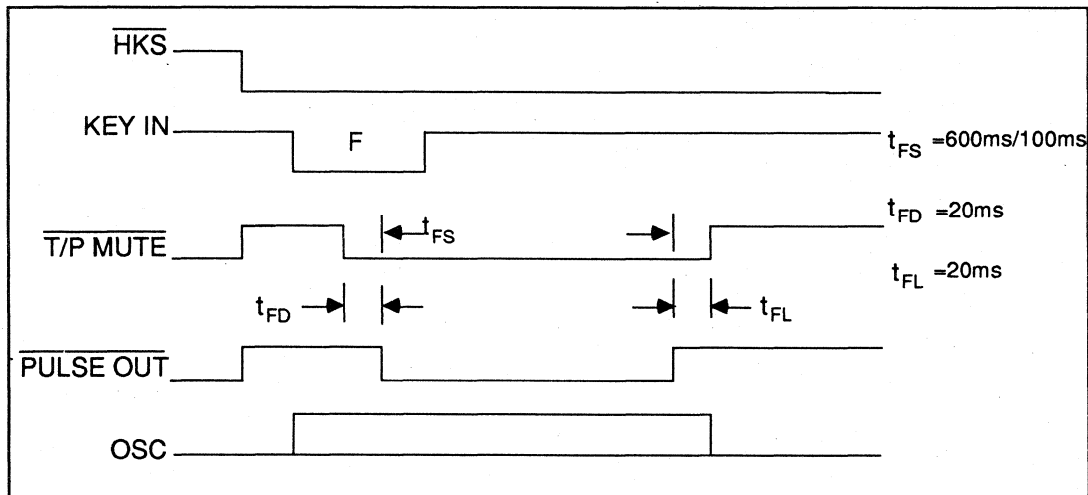 HKS
KEY IN
F
t_FS =600ms/100ms
t_FD =20ms
T/P MUTE
t_FS
t_FL =20ms
t_FD
t_FL
PULSE OUT
OSC